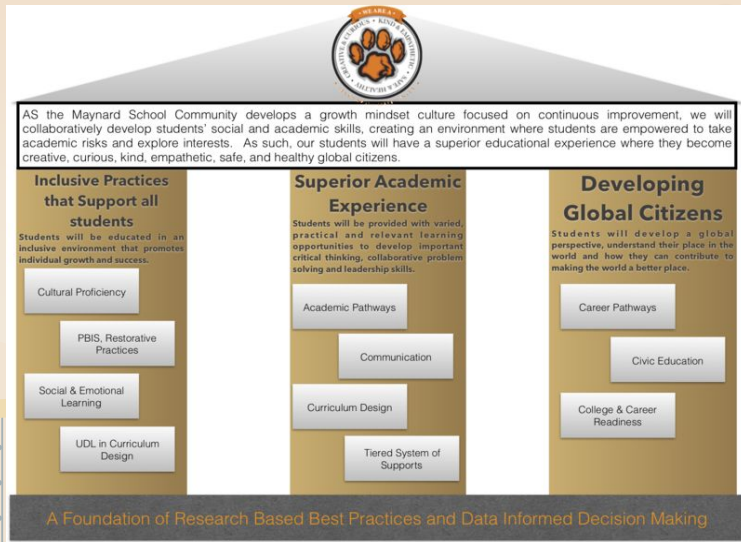 WE ARE A
CREATIVE & CURIOUS • KIND & EMPATHETIC • SAFE & HEALTHY
AS the Maynard School Community develops a growth mindset culture focused on continuous improvement, we will
collaboratively develop students' social and academic skills, creating an environment where students are empowered to take
academic risks and explore interests. As such, our students will have a superior educational experience where they become
creative, curious, kind, empathetic, safe, and healthy global citizens.
Inclusive Practices
that Support all
students
Students will be educated in an
inclusive environment that promotes
individual growth and success.
Cultural Proficiency
PBIS, Restorative
Practices
Social & Emotional
Learning
UDL in Curriculum
Design
Superior Academic
Experience
Students will be provided with varied,
practical and relevant learning
opportunities to develop important
critical thinking, collaborative problem
solving and leadership skills.
Academic Pathways
Communication
Curriculum Design
Tiered System of
Supports
Developing
Global Citizens
Students will develop a global
perspective, understand their place in the
world and how they can contribute to
making the world a better place.
Career Pathways
Civic Education
College & Career
Readiness
A Foundation of Research Based Best Practices and Data Informed Decision Making